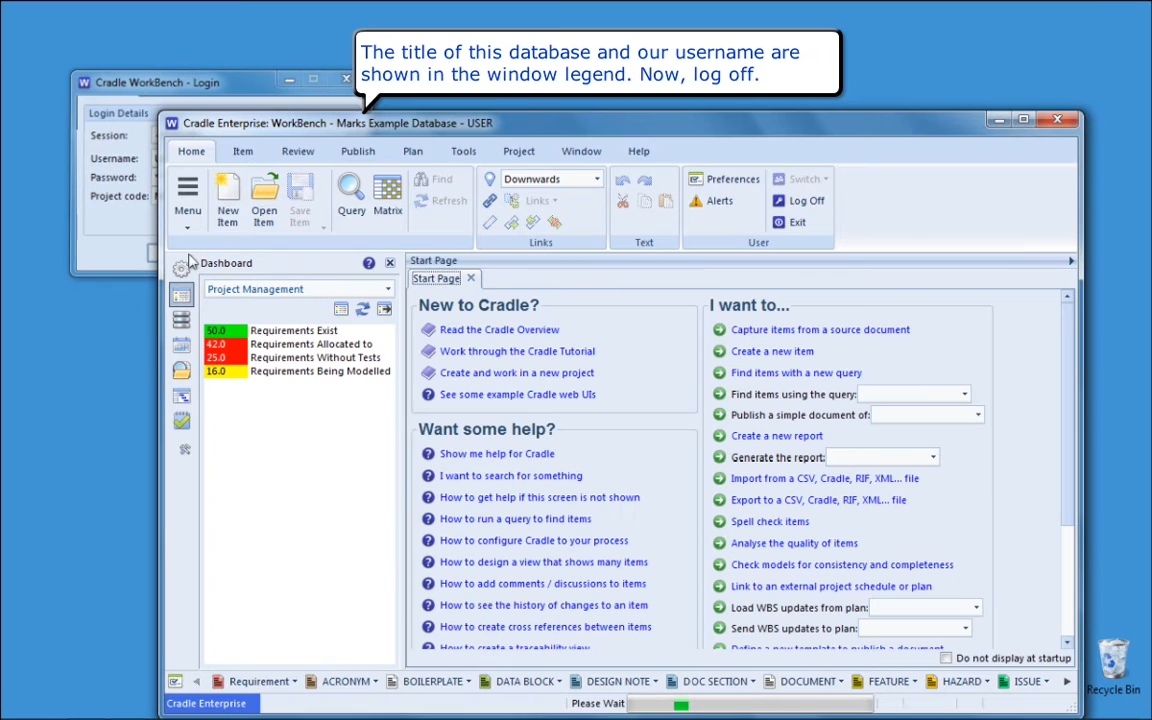 The title of this database and our username are
shown in the window legend. Now, log off.
Cradle WorkBench - Login
Login Details
Session:
Username:
Password:
Project code:
Cradle Enterprise: WorkBench - Marks Example Database - USER
Home Item Review Publish Plan Tools Project Window Help
Menu
New Item
Open Item
Save Item
Query
Matrix
Find
Refresh
Downwards
Links
Links
Text
Preferences
Alerts
Switch
Log Off
Exit
User
Dashboard
Project Management
50.0 Requirements Exist
42.0 Requirements Allocated to
25.0 Requirements Without Tests
16.0 Requirements Being Modelled
Start Page
Start Page
New to Cradle?
Read the Cradle Overview
Work through the Cradle Tutorial
Create and work in a new project
See some example Cradle web UIs
Want some help?
Show me help for Cradle
I want to search for something
How to get help if this screen is not shown
How to run a query to find items
How to configure Cradle to your process
How to design a view that shows many items
How to add comments / discussions to items
How to see the history of changes to an item
How to create cross references between items
How to create a traceability view
I want to...
Capture items from a source document
Create a new item
Find items with a new query
Find items using the query:
Publish a simple document of:
Create a new report
Generate the report:
Import from a CSV, Cradle, RIF, XML... file
Export to a CSV, Cradle, RIF, XML... file
Spell check items
Analyse the quality of items
Check models for consistency and completeness
Link to an external project schedule or plan
Load WBS updates from plan:
Send WBS updates to plan:
Define a new template to publish a document
Do not display at startup
Requirement ACRONYM BOILERPLATE DATA BLOCK DESIGN NOTE DOC SECTION DOCUMENT FEATURE HAZARD ISSUE
Cradle Enterprise
Please Wait
Recycle Bin